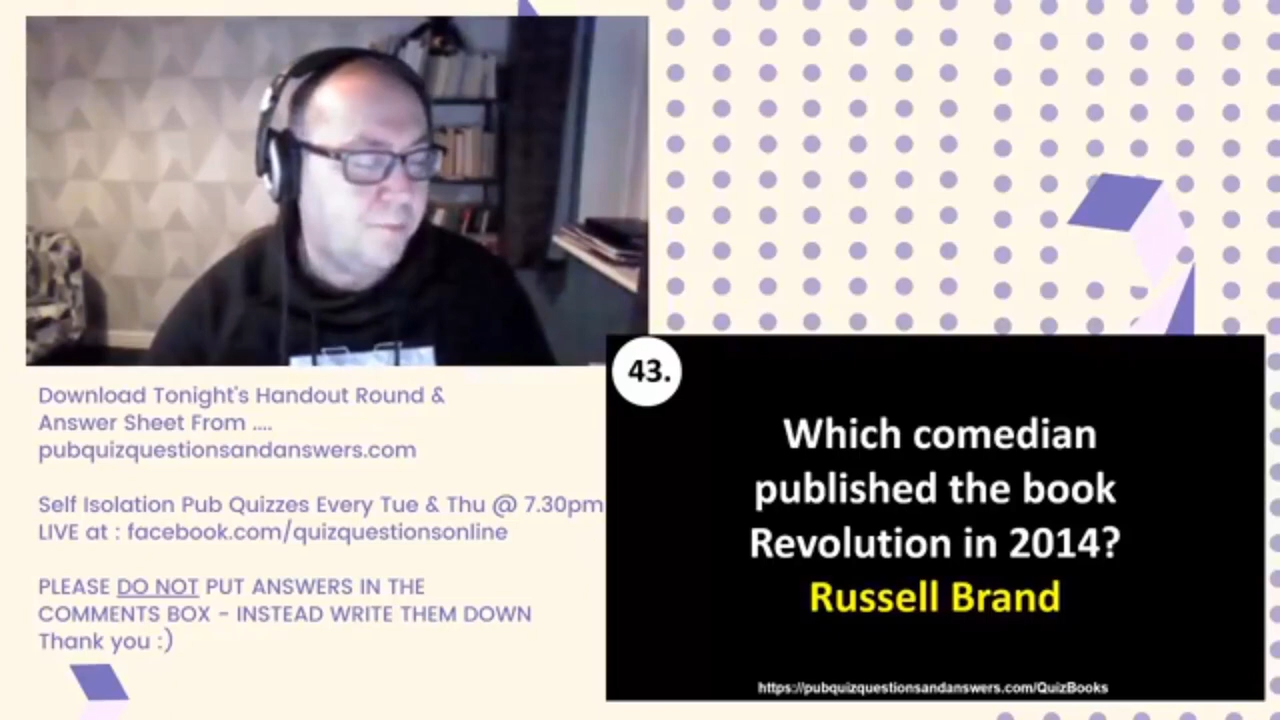 Download Tonight's Handout Round &
Answer Sheet From ....
pubquizquestionsandanswers.com
Self Isolation Pub Quizzes Every Tue & Thu @ 7.30pm
LIVE at : facebook.com/quizquestionsonline
PLEASE DO NOT PUT ANSWERS IN THE
COMMENTS BOX - INSTEAD WRITE THEM DOWN
Thank you :)
43.
Which comedian
published the book
Revolution in 2014?
Russell Brand
https://pubquizquestionsandanswers.com/QuizBooks